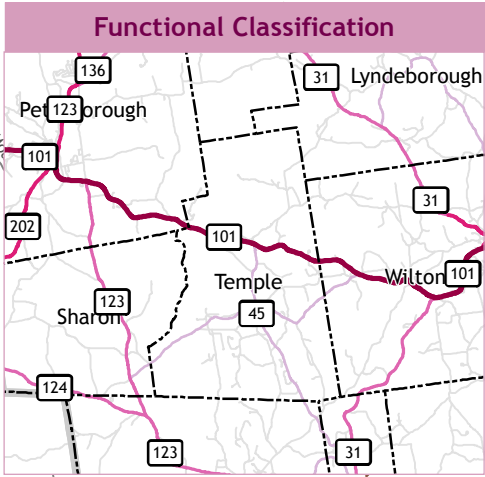 Functional Classification
136
31
Lyndeborough
123
Peterborough
101
31
202
101
Wilton
101
Temple
123
45
Sharon
124
123
31